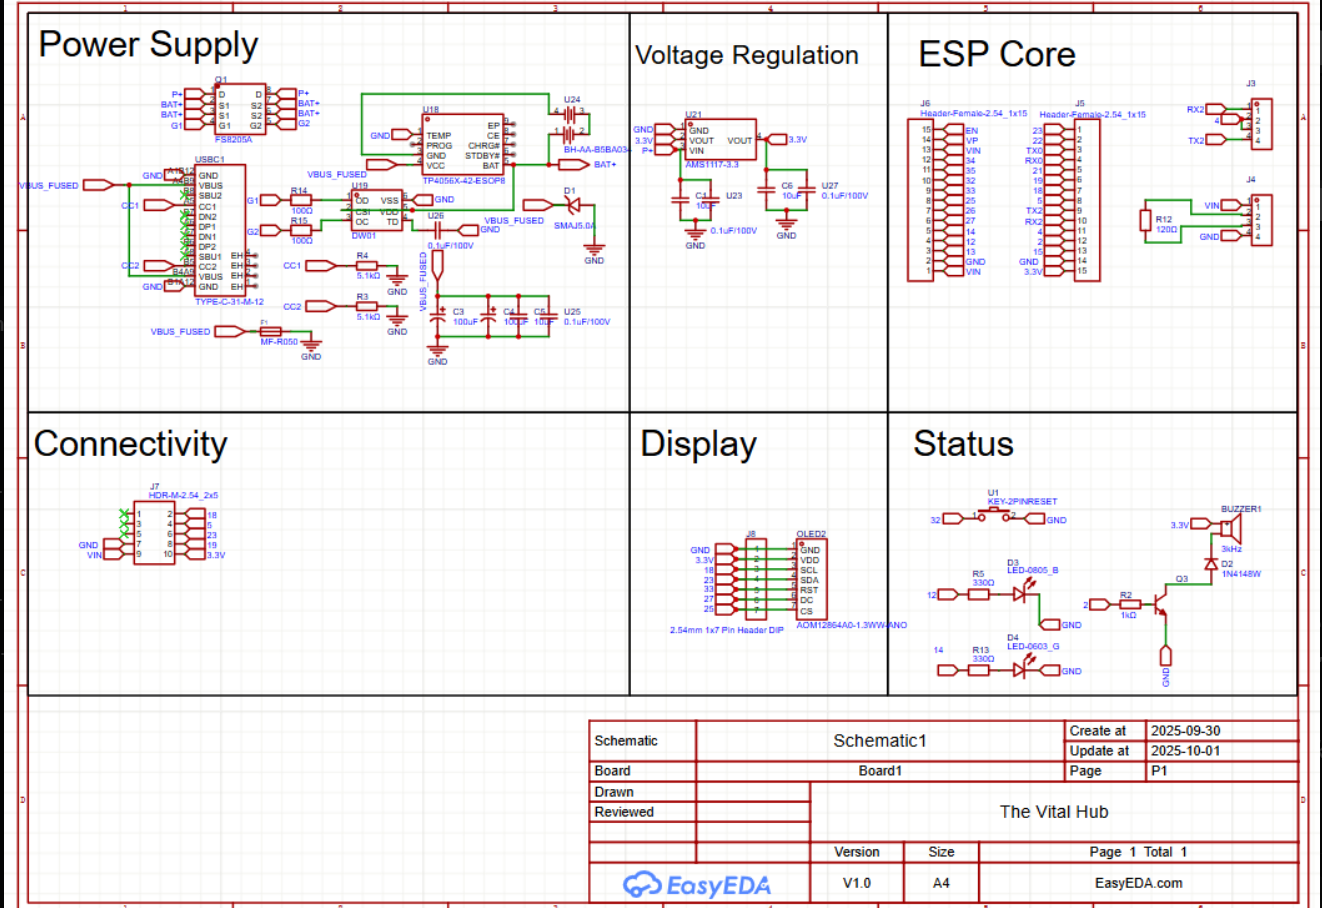 Power Supply
Q1
P+
BAT+
BAT+
G1
D
S1
S1
G1
D
S2
S2
G2
P+
BAT+
BAT+
G2
FS8205A
USBC1
GND
VBUS
SBU2
CC1
DN2
DP1
DN1
DP2
SBU1
CC2
VBUS
GND
EH
EH
EH
EH
TYPE-C-31-M-12
VBUS_FUSED
GND
CC1
CC2
GND
VBUS_FUSED
MF-R050
GND
G1
R14
100Ω
G2
R15
100Ω
U19
OD
CSI
OC
VSS
VDD
TD
DW01
GND
U26
0.1uF/100V
GND
VBUS_FUSED
U18
TEMP
PROG
GND
VCC
EP
CE
CHRG#
STDBY#
BAT
TP4056X-42-ESOP8
GND
U24
BH-AA-B5BA03
BAT+
VBUS_FUSED
D1
SMAJ5.0A
GND
CC1
R4
5.1kΩ
GND
CC2
R3
5.1kΩ
GND
VBUS_FUSED
C3
100uF
C4
100uF
C5
10uF
U25
0.1uF/100V
GND
Voltage Regulation
U21
GND
3.3V
P+
GND
VOUT
VIN
VOUT
3.3V
AMS1117-3.3
C1
10uF
U23
0.1uF/100V
GND
C6
10uF
U27
0.1uF/100V
GND
ESP Core
J6
Header-Female-2.54_1x15
15 EN
14 VP
13 VIN
12 34
11 35
10 32
9 33
8 25
7 26
6 27
5 14
4 12
3 13
2 GND
1 VIN
J5
Header-Female-2.54_1x15
23 1
22 2
TX0 3
RX0 4
21 5
19 6
18 7
5 8
TX2 9
RX2 10
4 11
2 12
15 13
GND 14
3.3V 15
J3
RX2
4
TX2
1
2
3
4
J4
VIN
GND
1
2
3
4
R12
120Ω
Connectivity
J7
HDR-M-2.54_2x5
1 2 18
3 4 5
5 6 23
GND 7 8 19
VIN 9 10 3.3V
Display
J8
OLED2
GND 1 GND
3.3V 2 VDD
18 3 SCL
23 4 SDA
33 5 RST
27 6 DC
25 7 CS
2.54mm 1x7 Pin Header DIP
AOM12864A0-1.3WW-ANO
Status
U1
KEY-2PINRESET
32
1
2
GND
R5
330Ω
12
D3
LED-0805_B
GND
14
R13
330Ω
D4
LED-0603_G
GND
BUZZER1
3.3V
3kHz
D2
1N4148W
Q3
2
R2
1kΩ
GND
Schematic
Schematic1
Create at
2025-09-30
Update at
2025-10-01
Board
Board1
Page
P1
Drawn
Reviewed
The Vital Hub
Version
Size
Page 1 Total 1
EasyEDA
V1.0
A4
EasyEDA.com